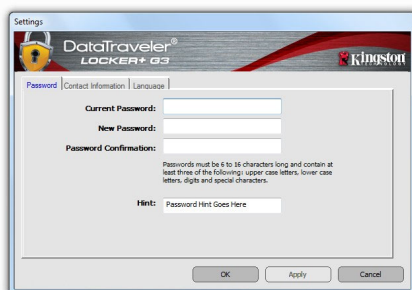 Settings
DataTraveler®
LOCKER+ G3
Kingston
TECHNOLOGY
Password Contact Information Language
Current Password:
New Password:
Password Confirmation:
Passwords must be 6 to 16 characters long and contain at
least three of the following: upper case letters, lower case
letters, digits and special characters.
Hint: Password Hint Goes Here
OK Apply Cancel